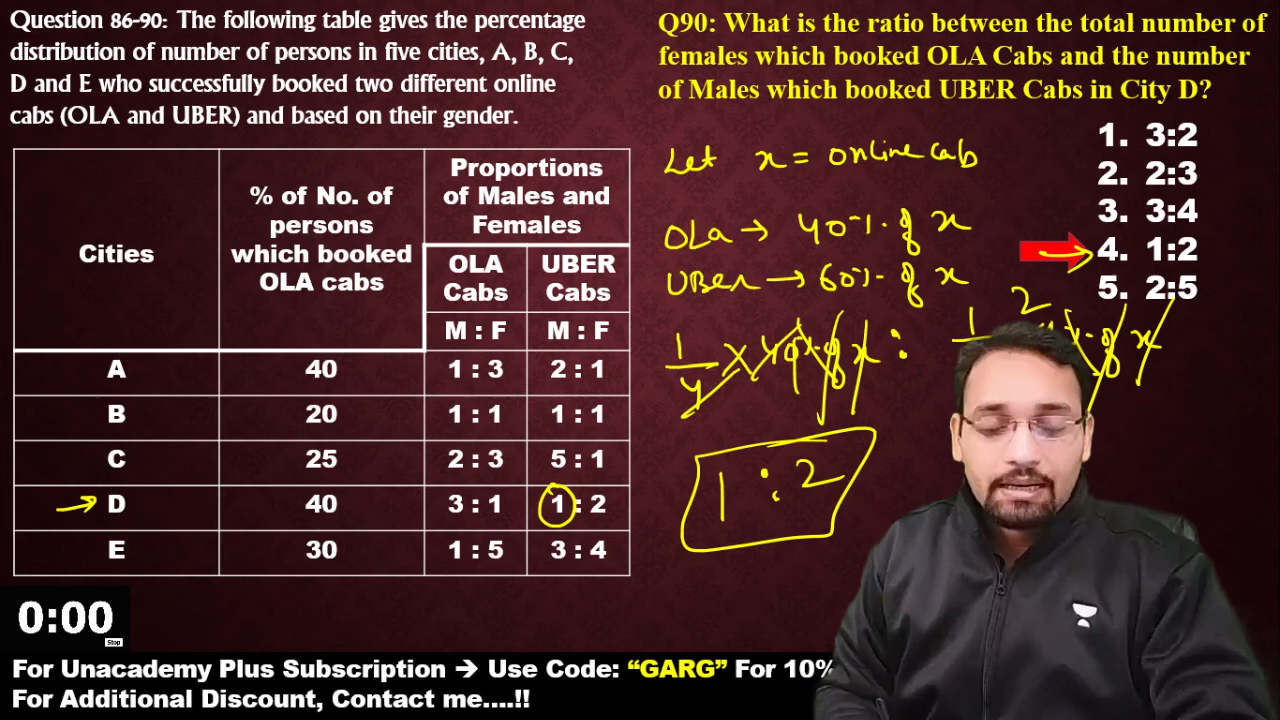 Question 86-90: The following table gives the percentage
distribution of number of persons in five cities, A, B, C,
D and E who successfully booked two different online
cabs (OLA and UBER) and based on their gender.
Cities
% of No. of
persons
which booked
OLA cabs
Proportions
of Males and
Females
OLA
Cabs
UBER
Cabs
M : F M : F
A 40 1 : 3 2 : 1
B 20 1 : 1 1 : 1
C 25 2 : 3 5 : 1
D 40 3 : 1 1 : 2
E 30 1 : 5 3 : 4
0:00
Stop
Q90: What is the ratio between the total number of
females which booked OLA Cabs and the number
of Males which booked UBER Cabs in City D?
1. 3:2
2. 2:3
3. 3:4
4. 1:2
5. 2:5
Let x = online cab
OLa → 40% of x
UBer → 60% of x
1/4 × 40% of x :
2
of x
1 : 2
For Unacademy Plus Subscription → Use Code: “GARG” For 10%
For Additional Discount, Contact me....!!